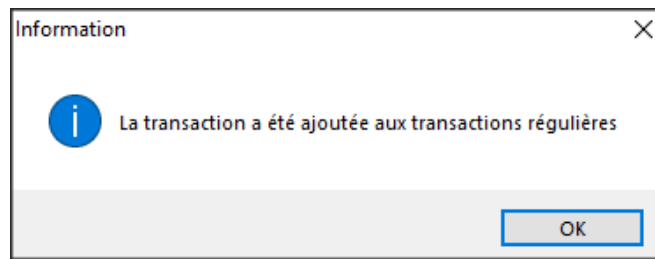 Information
La transaction a été ajoutée aux transactions régulières
OK